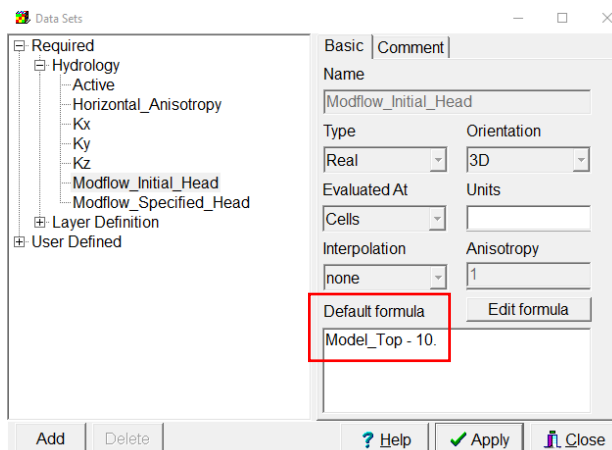 Data Sets
Required
Hydrology
Active
Horizontal_Anisotropy
Kx
Ky
Kz
Modflow_Initial_Head
Modflow_Specified_Head
Layer Definition
User Defined
Add Delete
Basic Comment
Name
Modflow_Initial_Head
Type Orientation
Real 3D
Evaluated At Units
Cells
Interpolation Anisotropy
none 1
Default formula Edit formula
Model_Top - 10.
? Help Apply Close